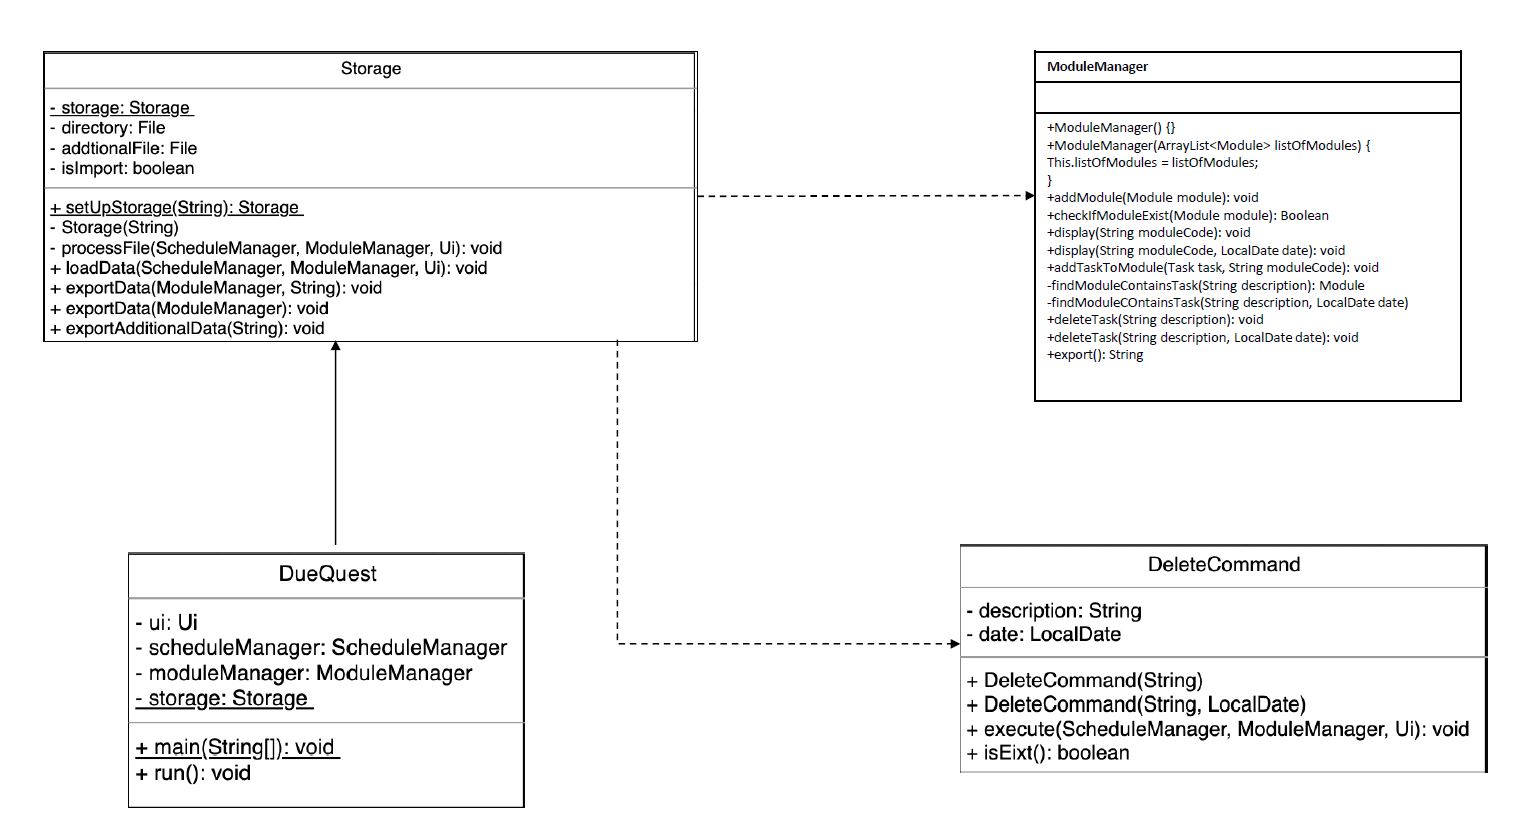 Storage
- storage: Storage
- directory: File
- addtionalFile: File
- isImport: boolean
+ setUpStorage(String): Storage
- Storage(String)
- processFile(ScheduleManager, ModuleManager, Ui): void
+ loadData(ScheduleManager, ModuleManager, Ui): void
+ exportData(ModuleManager, String): void
+ exportData(ModuleManager): void
+ exportAdditionalData(String): void
ModuleManager
+ModuleManager() {}
+ModuleManager(ArrayList<Module> listOfModules) {
This.listOfModules = listOfModules;
}
+addModule(Module module): void
+checkIfModuleExist(Module module): Boolean
+display(String moduleCode): void
+display(String moduleCode, LocalDate date): void
+addTaskToModule(Task task, String moduleCode): void
-findModuleContainsTask(String description): Module
-findModuleCOntainsTask(String description, LocalDate date)
+deleteTask(String description): void
+deleteTask(String description, LocalDate date): void
+export(): String
DueQuest
- ui: Ui
- scheduleManager: ScheduleManager
- moduleManager: ModuleManager
- storage: Storage
+ main(String[]): void
+ run(): void
DeleteCommand
- description: String
- date: LocalDate
+ DeleteCommand(String)
+ DeleteCommand(String, LocalDate)
+ execute(ScheduleManager, ModuleManager, Ui): void
+ isEixt(): boolean